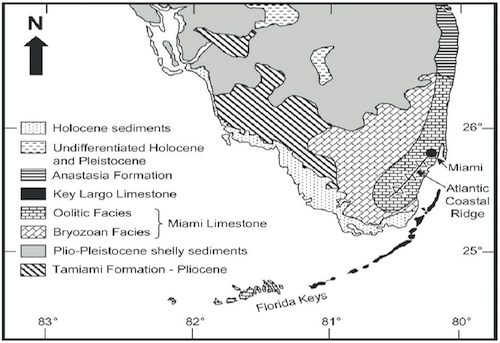 N
Holocene sediments
Undifferentiated Holocene
and Pleistocene
Anastasia Formation
Key Largo Limestone
Oolitic Facies
Bryozoan Facies
Miami Limestone
Plio-Pleistocene shelly sediments
Tamiami Formation - Pliocene
26°
Miami
Atlantic
Coastal
Ridge
25°
Florida Keys
83°
82°
81°
80°